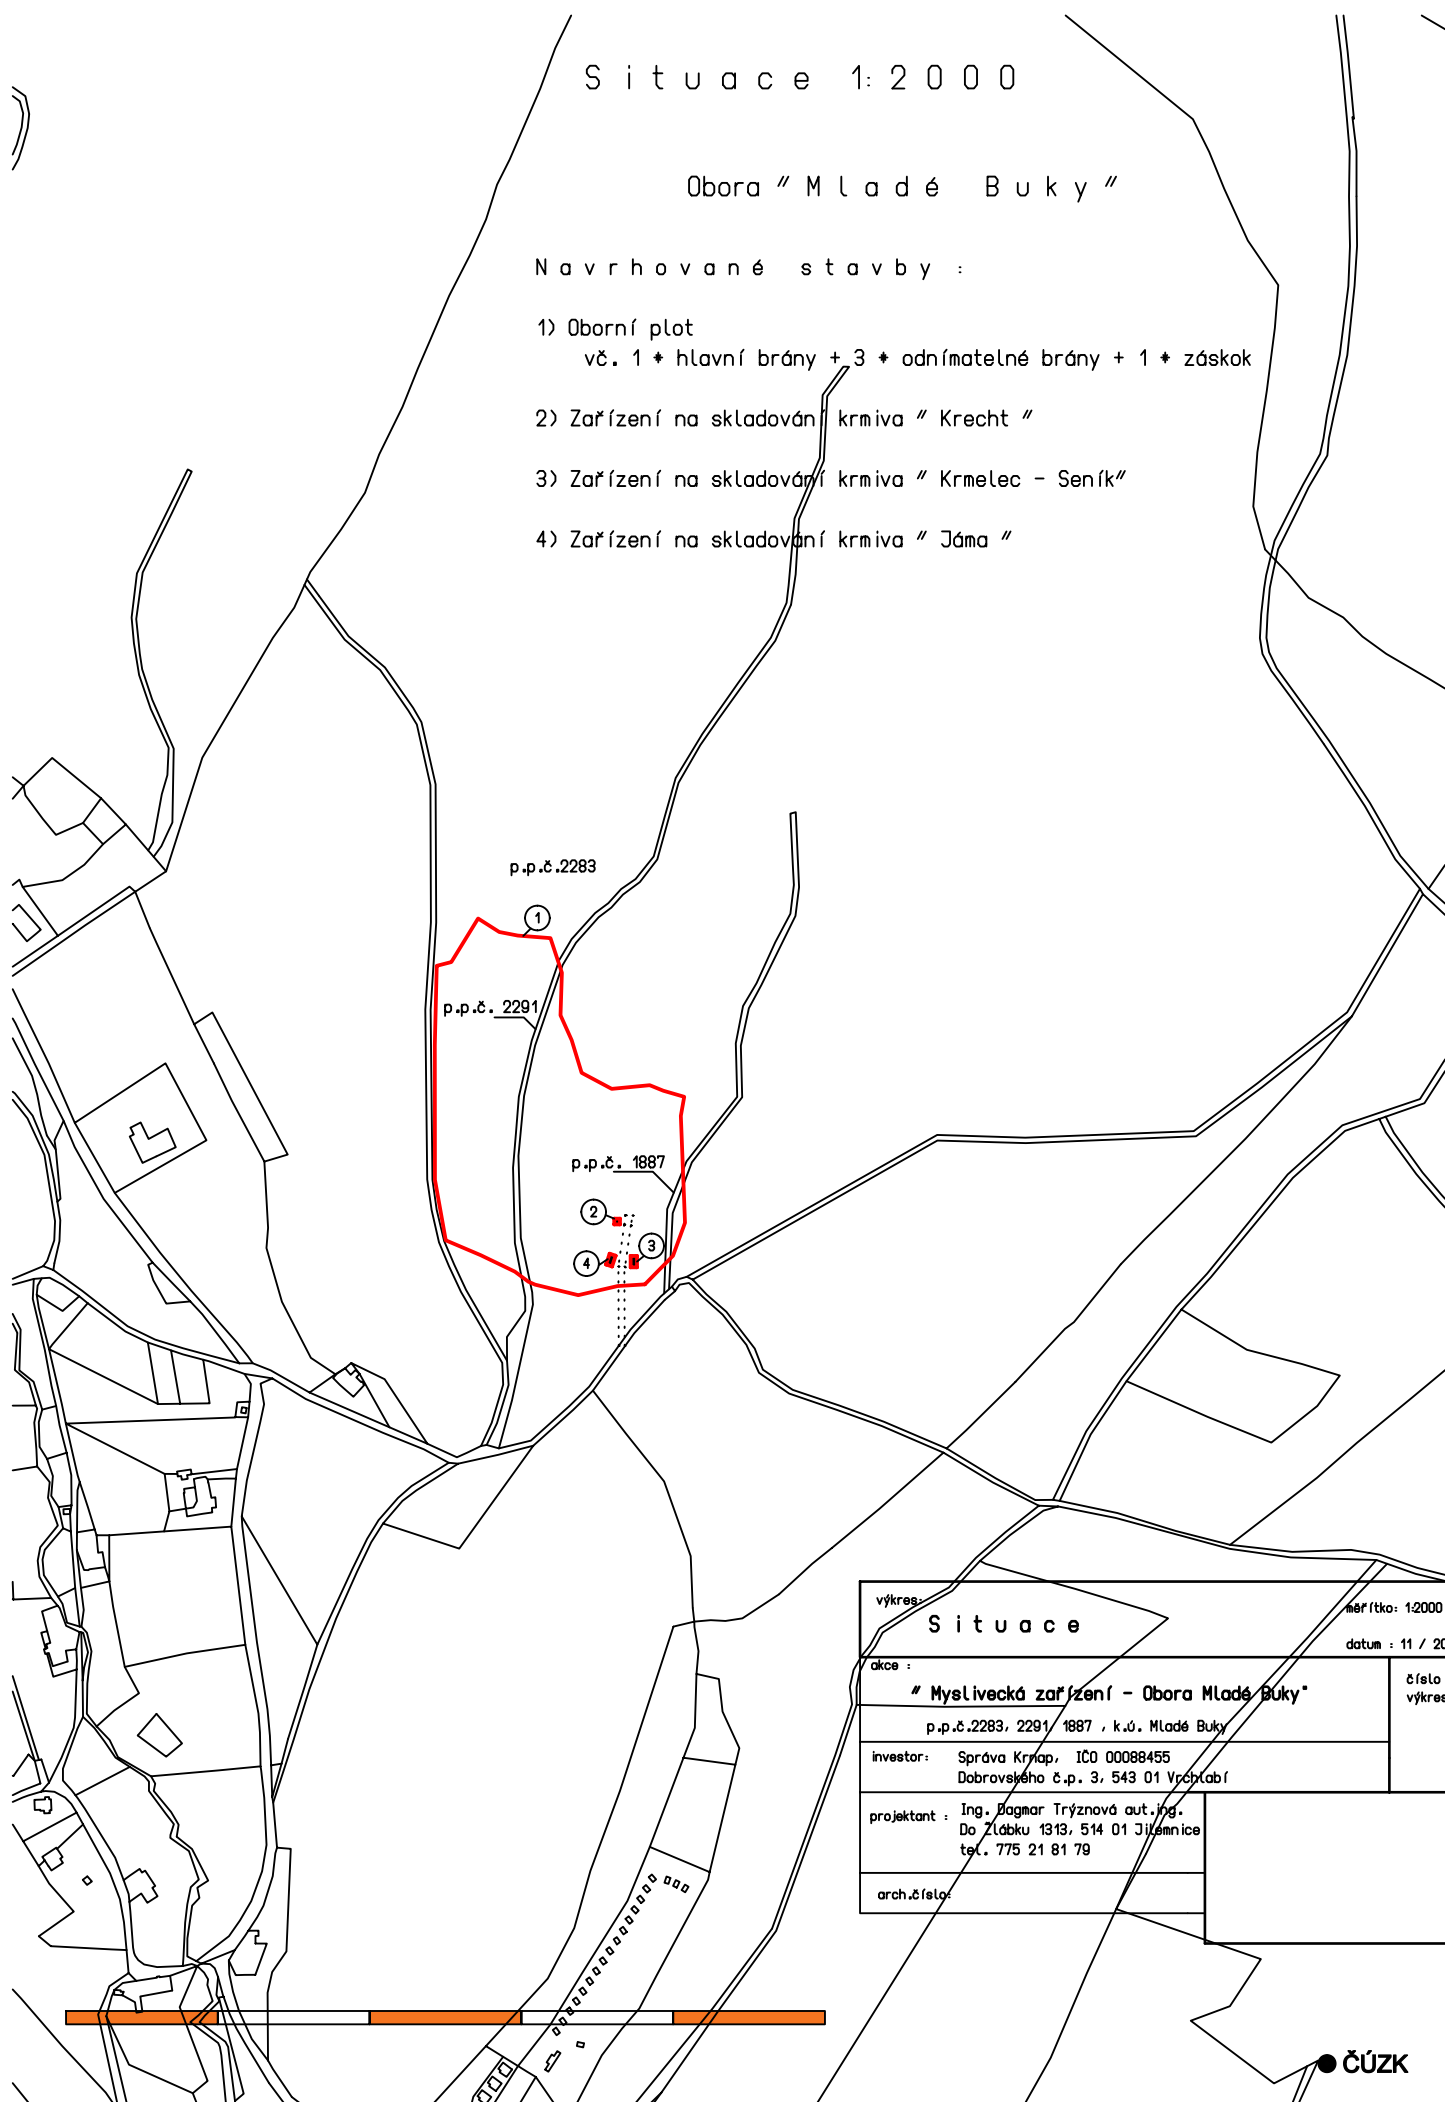 Situace 1:2000
Obora "Mladé Buky"
Navrhované stavby :
1) Oborní plot
vč. 1 * hlavní brány + 3 * odnímatelné brány + 1 * záskok
2) Zařízení na skladování krmiva " Krecht "
3) Zařízení na skladování krmiva " Krmelec - Seník"
4) Zařízení na skladování krmiva " Jáma "
p.p.č.2283
1
p.p.č. 2291
p.p.č. 1887
2
3
4
výkres:
Situace
měřítko: 1:2000
datum : 11 / 20
akce :
" Myslivecká zařízení - Obora Mladé Buky"
číslo
výkres
p.p.č.2283, 2291, 1887 , k.ú. Mladé Buky
investor: Správa Krnap, IČO 00088455
Dobrovského č.p. 3, 543 01 Vrchlabí
projektant : Ing. Dagmar Trýznová aut.ing.
Do Žlábku 1313, 514 01 Jilemnice
tel. 775 21 81 79
arch.číslo:
ČÚZK